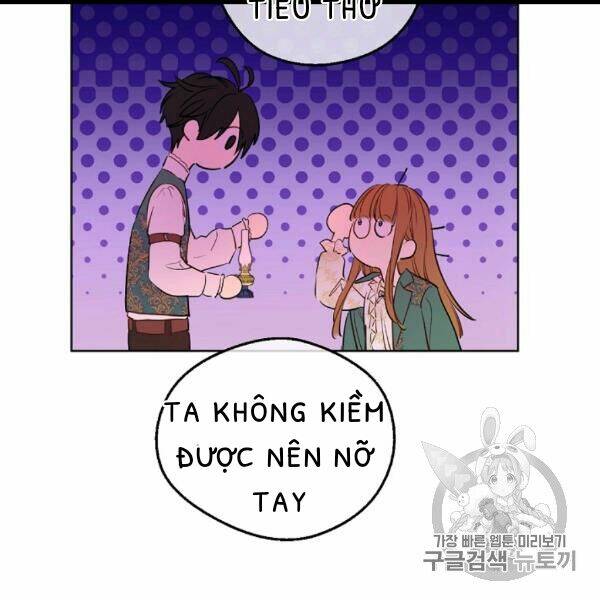 TIỂU THƯ
TA KHÔNG KIỀM
ĐƯỢC NÊN NỠ
TAY
가장 빠른 웹툰 미리보기
구글검색 뉴토끼